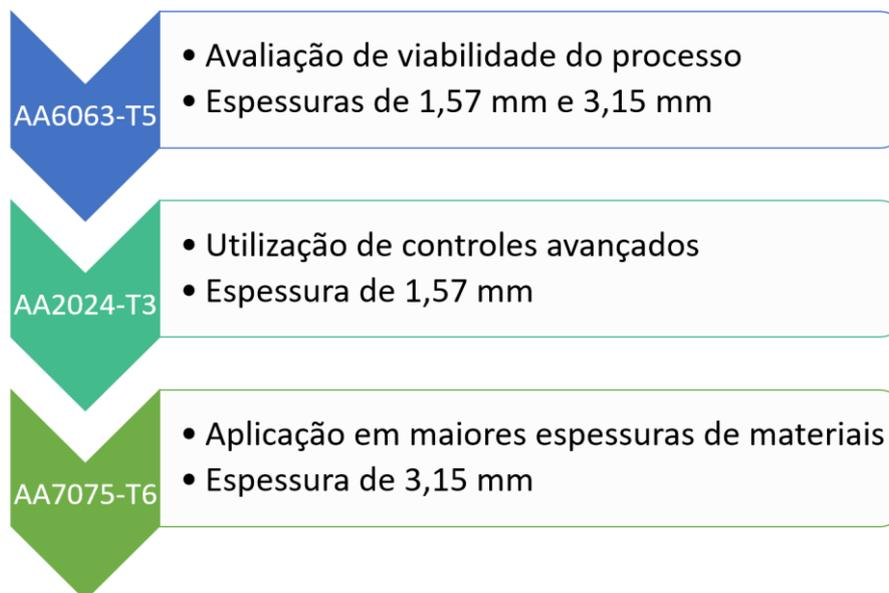 AA6063-T5
• Avaliação de viabilidade do processo
• Espessuras de 1,57 mm e 3,15 mm
AA2024-T3
• Utilização de controles avançados
• Espessura de 1,57 mm
AA7075-T6
• Aplicação em maiores espessuras de materiais
• Espessura de 3,15 mm